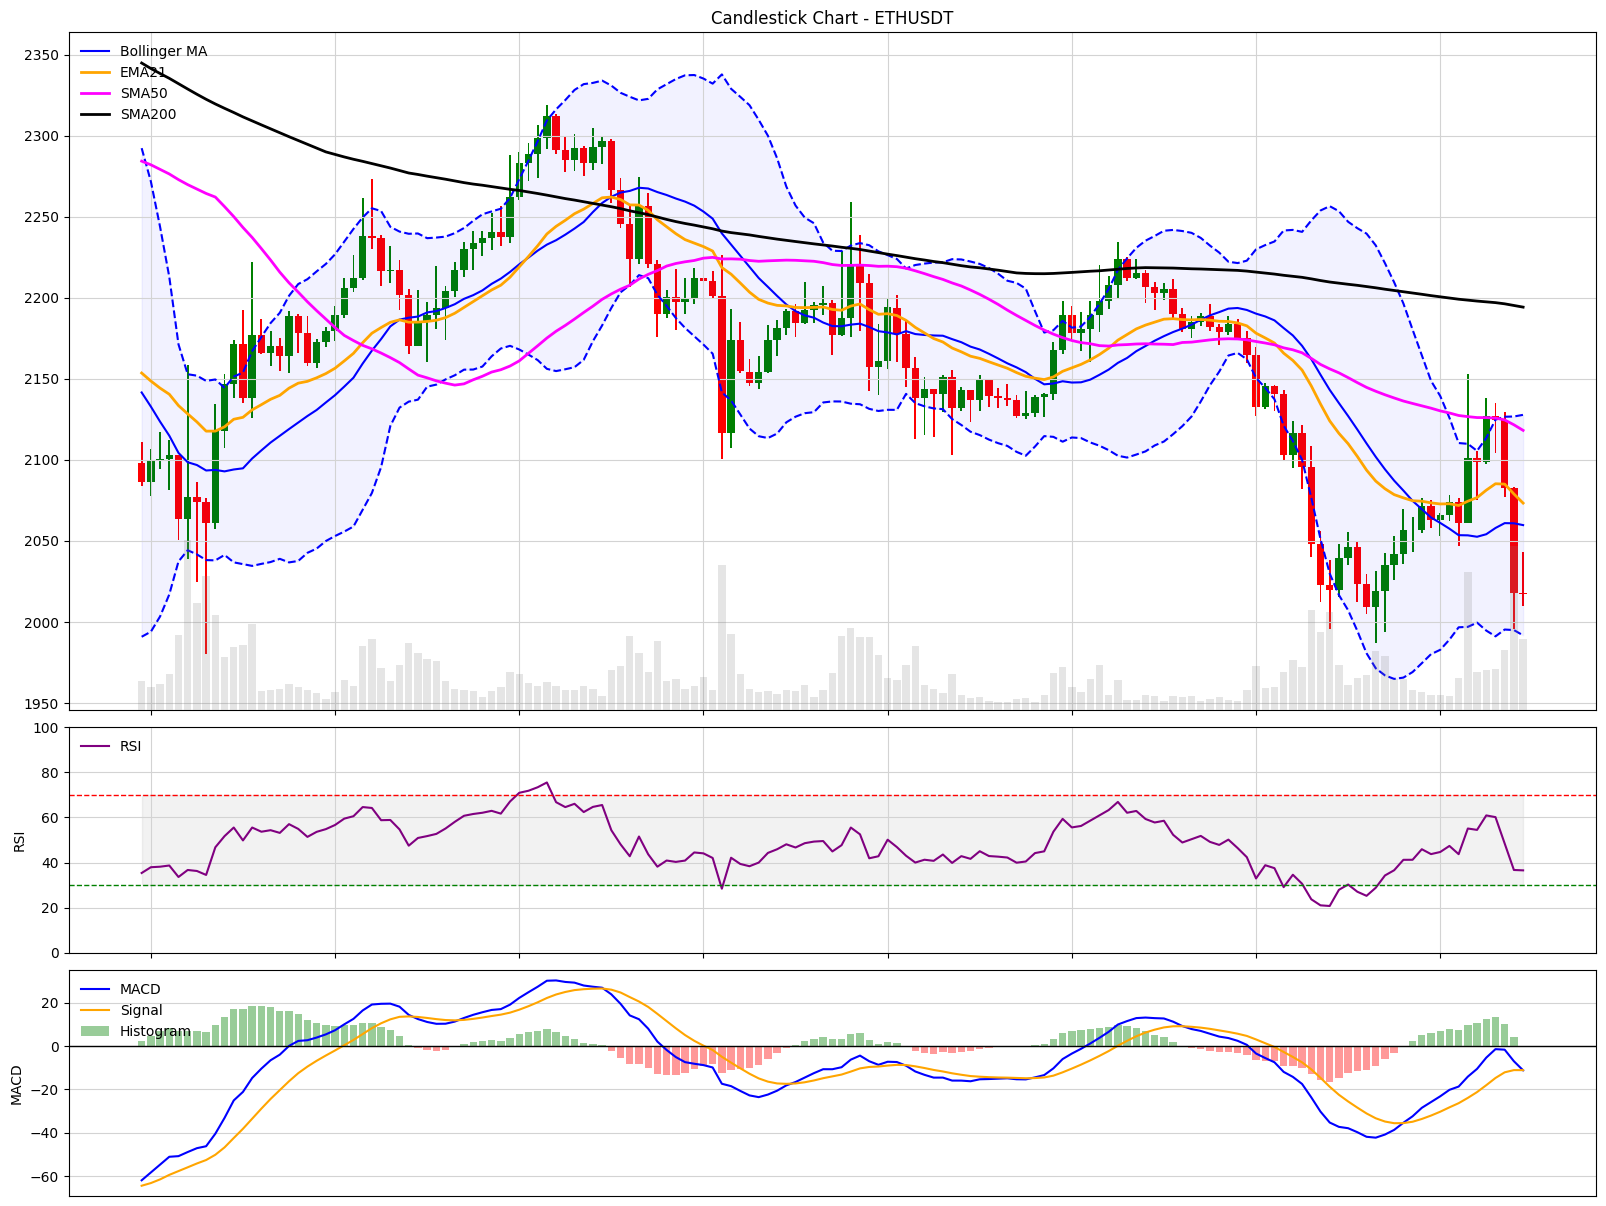 Candlestick Chart - ETHUSDT
Bollinger MA
EMA21
SMA50
SMA200
2350
2300
2250
2200
2150
2100
2050
2000
1950
RSI
100
80
60
40
20
0
RSI
MACD
Signal
Histogram
20
0
−20
−40
−60
MACD